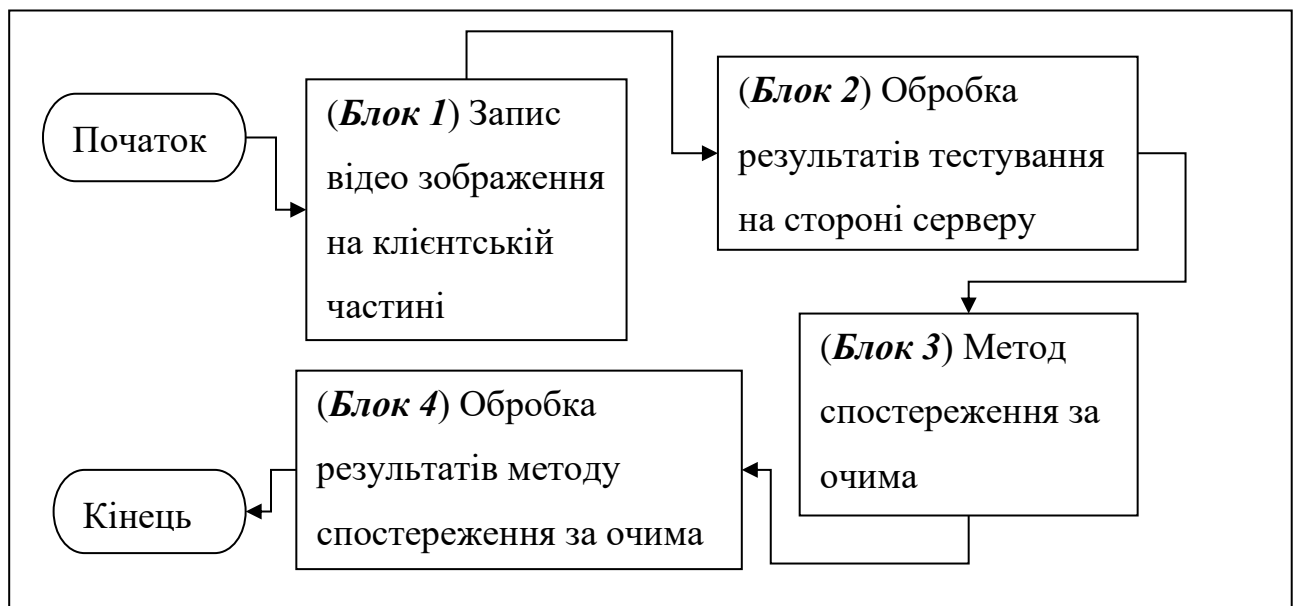 Початок
(Блок 1) Запис
відео зображення
на клієнтській
частині
(Блок 2) Обробка
результатів тестування
на стороні серверу
(Блок 3) Метод
спостереження за
очима
(Блок 4) Обробка
результатів методу
спостереження за очима
Кінець